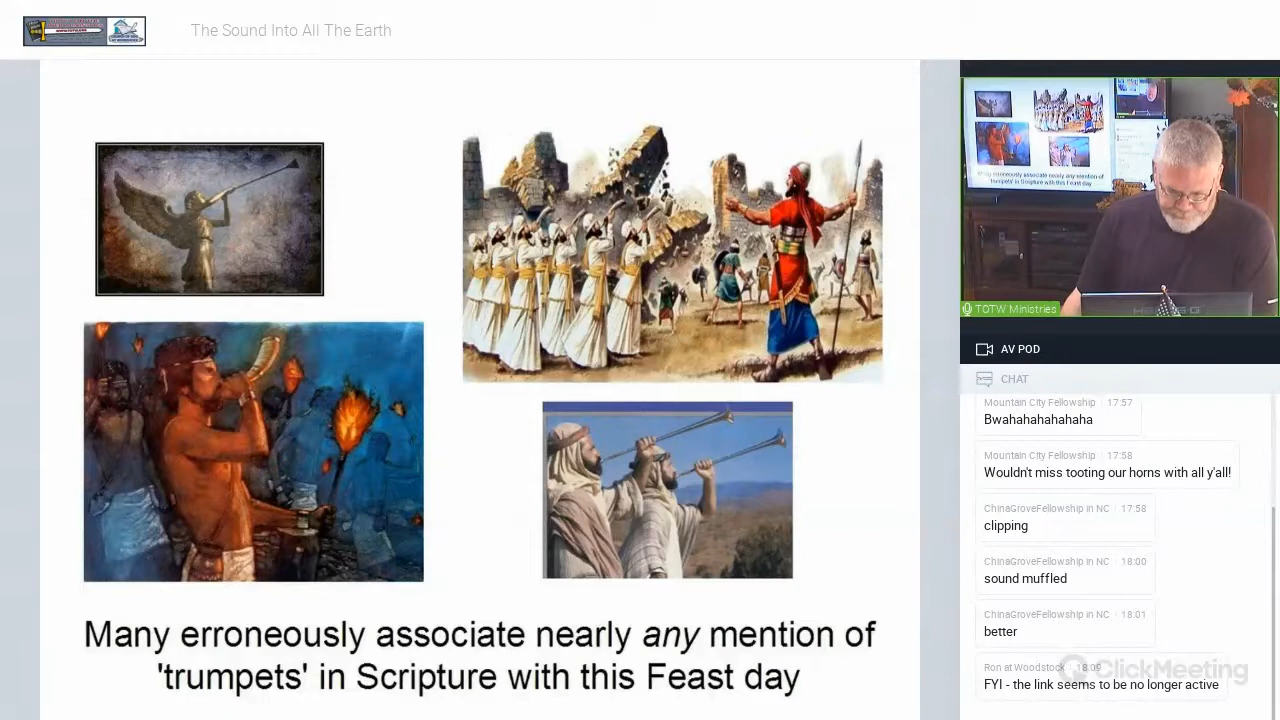 The Sound Into All The Earth
Many erroneously associate nearly any mention of
'trumpets' in Scripture with this Feast day
TOTW Ministries
AV POD
CHAT
Mountain City Fellowship 17:57
Bwahahahahahaha
Mountain City Fellowship 17:58
Wouldn't miss tooting our horns with all y'all!
ChinaGroveFellowship in NC 17:58
clipping
ChinaGroveFellowship in NC 18:00
sound muffled
ChinaGroveFellowship in NC 18:01
better
Ron at Woodstock 18:09
FYI - the link seems to be no longer active
ClickMeeting